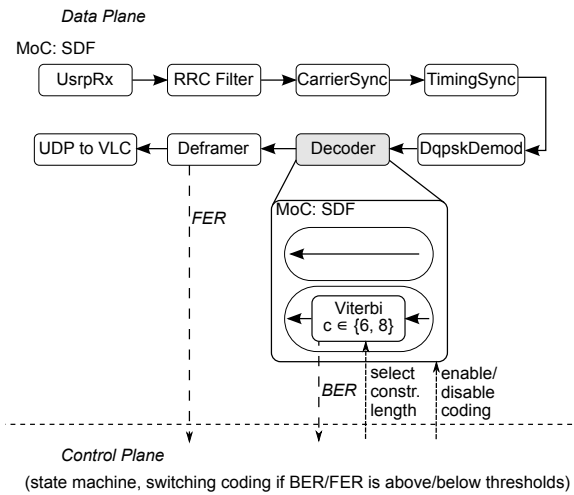 Data Plane
MoC: SDF
UsrpRx
RRC Filter
CarrierSync
TimingSync
UDP to VLC
Deframer
Decoder
DqpskDemod
FER
MoC: SDF
Viterbi
c ∈ {6, 8}
BER
select
constr.
length
enable/
disable
coding
Control Plane
(state machine, switching coding if BER/FER is above/below thresholds)